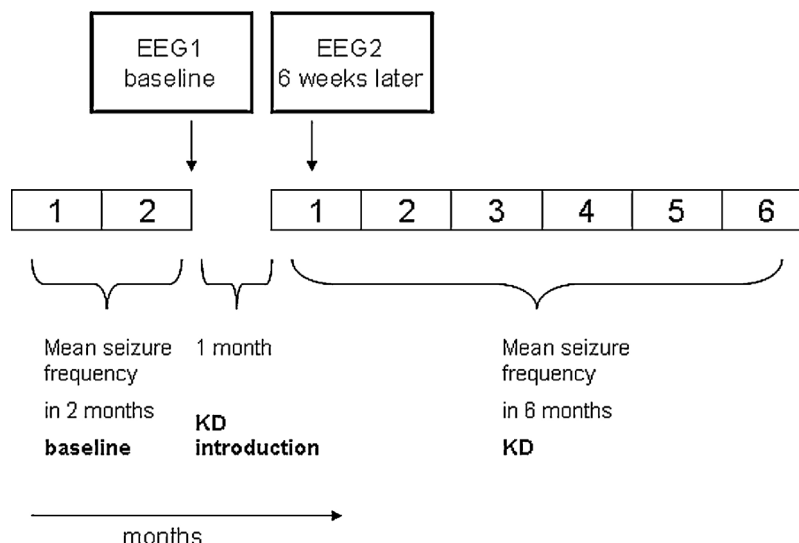 EEG1
baseline
EEG2
6 weeks later
1 2 1 2 3 4 5 6
Mean seizure
frequency
in 2 months
baseline
1 month
KD
introduction
Mean seizure
frequency
in 6 months
KD
months